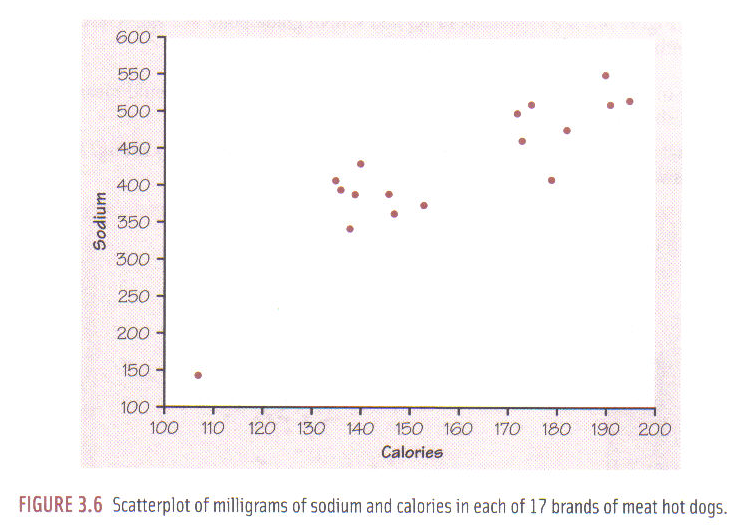 600
550
500
450
400
350
300
250
200
150
100
Sodium
100 110 120 130 140 150 160 170 180 190 200
Calories
FIGURE 3.6 Scatterplot of milligrams of sodium and calories in each of 17 brands of meat hot dogs.